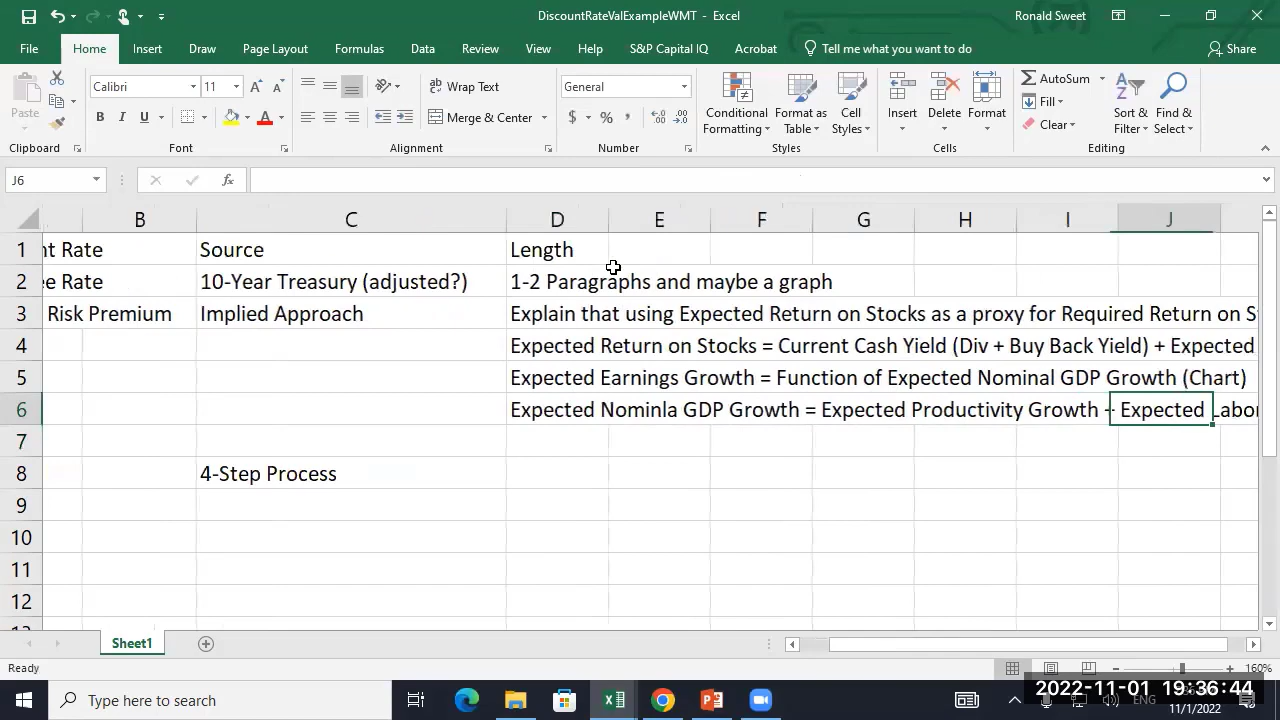 DiscountRateValExampleWMT - Excel
Ronald Sweet
File Home Insert Draw Page Layout Formulas Data Review View Help S&P Capital IQ Acrobat Tell me what you want to do Share
Paste
Clipboard
Calibri 11
B I U
Font
Wrap Text
Merge & Center
Alignment
General
$ % ,
Number
Conditional Formatting
Format as Table
Cell Styles
Styles
Insert Delete Format
Cells
AutoSum
Fill
Clear
Sort & Filter
Find & Select
Editing
J6
fx
B C D E F G H I J
1 nt Rate Source Length
2 ee Rate 10-Year Treasury (adjusted?) 1-2 Paragraphs and maybe a graph
3 Risk Premium Implied Approach Explain that using Expected Return on Stocks as a proxy for Required Return on S
4 Expected Return on Stocks = Current Cash Yield (Div + Buy Back Yield) + Expected
5 Expected Earnings Growth = Function of Expected Nominal GDP Growth (Chart)
6 Expected Nominla GDP Growth = Expected Productivity Growth + Expected Labor
7
8 4-Step Process
9
10
11
12
Sheet1
Ready
160%
Type here to search
2022-11-01 19:36:44
ENG
11/1/2022